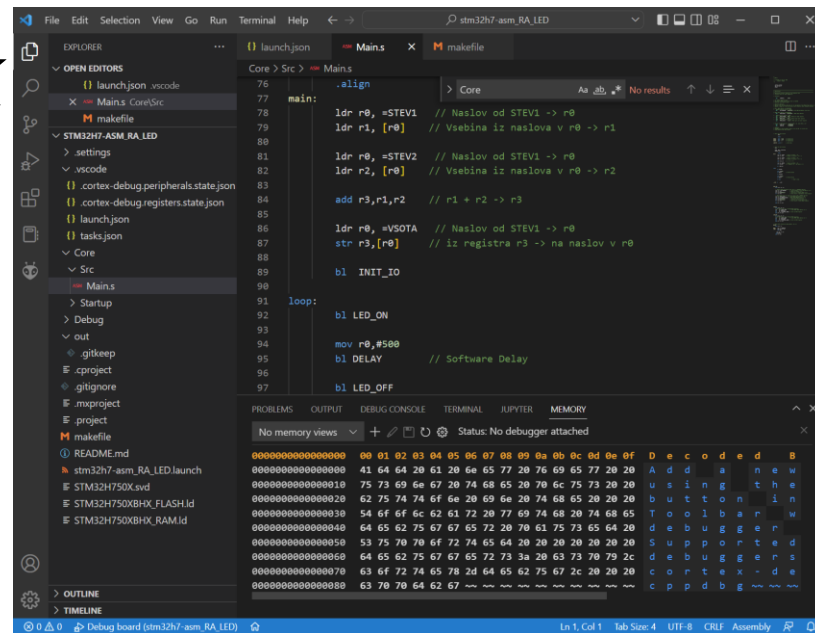 File Edit Selection View Go Run Terminal Help
stm32h7-asm_RA_LED
EXPLORER
OPEN EDITORS
{} launch.json .vscode
Main.s Core\Src
M makefile
STM32H7-ASM_RA_LED
.settings
.vscode
{} .cortex-debug.peripherals.state.json
{} .cortex-debug.registers.state.json
{} launch.json
{} tasks.json
Core
Src
Main.s
Startup
Debug
out
.gitkeep
.cproject
.gitignore
.mxproject
.project
M makefile
README.md
stm32h7-asm_RA_LED.launch
STM32H750X.svd
STM32H750XBHX_FLASH.ld
STM32H750XBHX_RAM.ld
OUTLINE
TIMELINE
{} launch.json Main.s M makefile
Core > Src > Main.s
Core Aa ab .* No results
76 .align
77 main:
78 ldr r0, =STEV1 // Naslov od STEV1 -> r0
79 ldr r1, [r0] // Vsebina iz naslova v r0 -> r1
80
81 ldr r0, =STEV2 // Naslov od STEV1 -> r0
82 ldr r2, [r0] // Vsebina iz naslova v r0 -> r2
83
84 add r3,r1,r2 // r1 + r2 -> r3
85
86 ldr r0, =VSOTA // Naslov od STEV1 -> r0
87 str r3,[r0] // iz registra r3 -> na naslov v r0
88
89 bl INIT_IO
90
91 loop:
92 bl LED_ON
93
94 mov r0,#500
95 bl DELAY // Software Delay
96
97 bl LED_OFF
PROBLEMS OUTPUT DEBUG CONSOLE TERMINAL JUPYTER MEMORY
No memory views Status: No debugger attached
0000000000000000 00 01 02 03 04 05 06 07 08 09 0a 0b 0c 0d 0e 0f D e c o d e d B
0000000000000000 41 64 64 20 61 20 6e 65 77 20 76 69 65 77 20 20 A d d a n e w
0000000000000010 75 73 69 6e 67 20 74 68 65 20 70 6c 75 73 20 20 u s i n g t h e
0000000000000020 62 75 74 74 6f 6e 20 69 6e 20 74 68 65 20 20 20 b u t t o n i n
0000000000000030 54 6f 6f 6c 62 61 72 20 77 69 74 68 20 74 68 65 T o o l b a r w
0000000000000040 64 65 62 75 67 67 65 72 20 70 61 75 73 65 64 20 d e b u g g e r
0000000000000050 53 75 70 70 6f 72 74 65 64 20 20 20 20 20 20 20 S u p p o r t e d
0000000000000060 64 65 62 75 67 67 65 72 73 3a 20 63 73 70 79 2c d e b u g g e r s
0000000000000070 63 6f 72 74 65 78 2d 64 65 62 75 67 2c 20 20 20 c o r t e x - d e
0000000000000080 63 70 70 64 62 67 ~~ ~~ ~~ ~~ ~~ ~~ ~~ ~~ ~~ ~~ c p p d b g ~~ ~~ ~~
0 0 Debug board (stm32h7-asm_RA_LED) Ln 1, Col 1 Tab Size: 4 UTF-8 CRLF Assembly